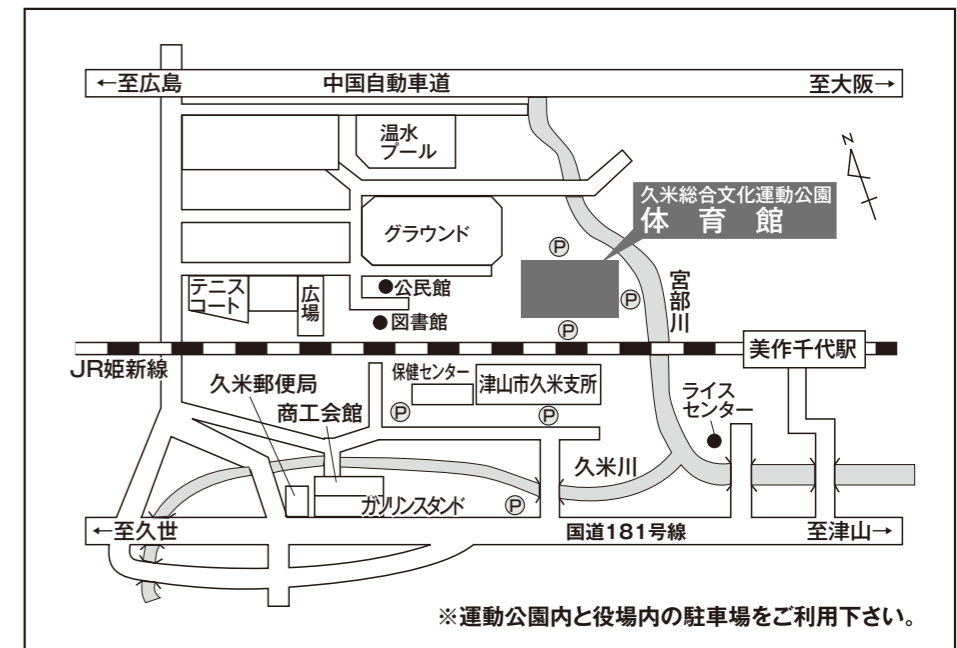 ←至広島
中国自動車道
至大阪→
温水
プール
N
久米総合文化運動公園
体育館
グラウンド
P
テニス
コート
広場
公民館
P
宮部川
図書館
P
JR姫新線
美作千代駅
久米郵便局
保健センター
津山市久米支所
ライス
センター
商工会館
P
P
久米川
ガソリンスタンド
P
←至久世
国道181号線
至津山→
※運動公園内と役場内の駐車場をご利用下さい。